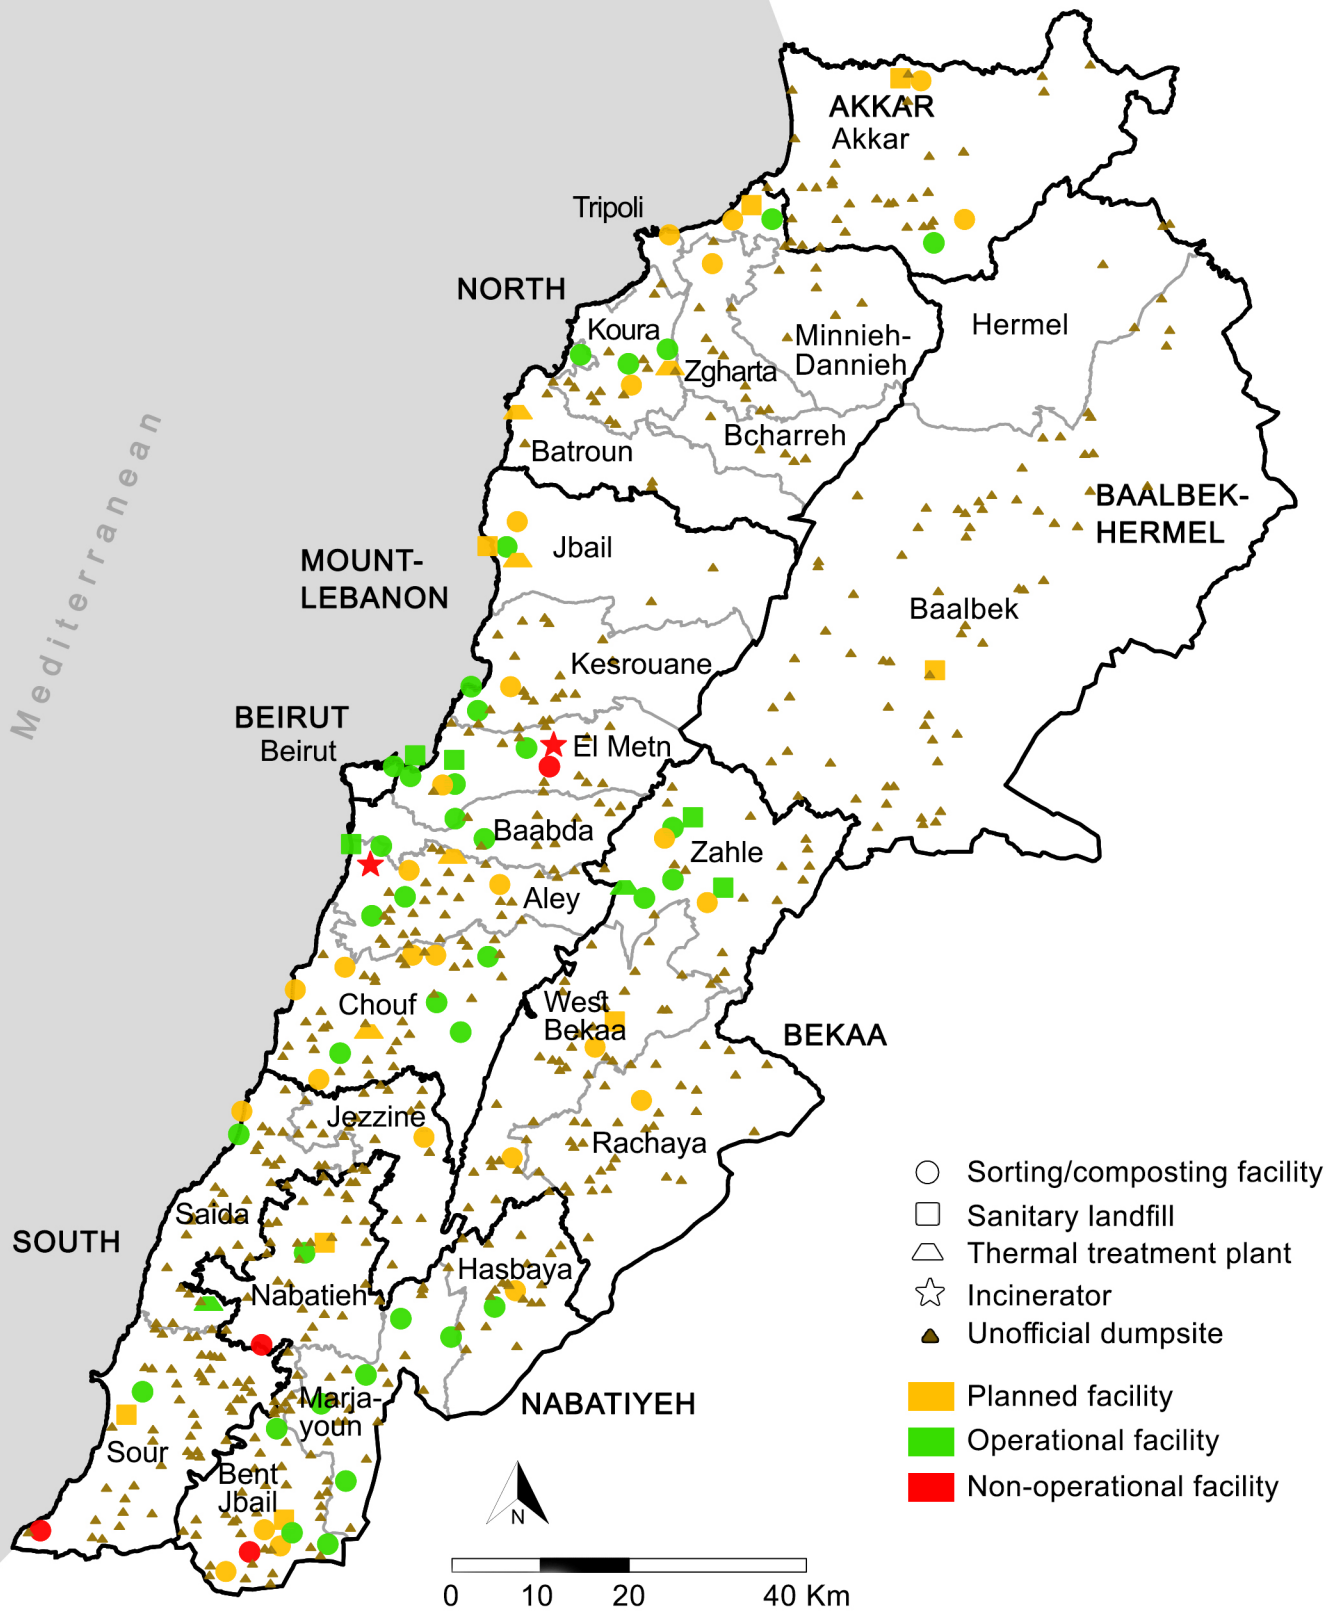 AKKAR
Akkar
Tripoli
NORTH
Koura
Hermel
Minnieh-
Dannieh
Zgharta
Bcharreh
Batroun
BAALBEK-
HERMEL
Mediterranean
MOUNT-
LEBANON
Jbail
Baalbek
Kesrouane
BEIRUT
Beirut
El Metn
Baabda
Zahle
Aley
Chouf
West
Bekaa
BEKAA
Jezzine
Rachaya
Saida
SOUTH
Hasbaya
Nabatieh
NABATIYEH
Marja-
youn
Sour
Bent
Jbail
Sorting/composting facility
Sanitary landfill
Thermal treatment plant
Incinerator
Unofficial dumpsite
Planned facility
Operational facility
Non-operational facility
N
0 10 20 40 Km